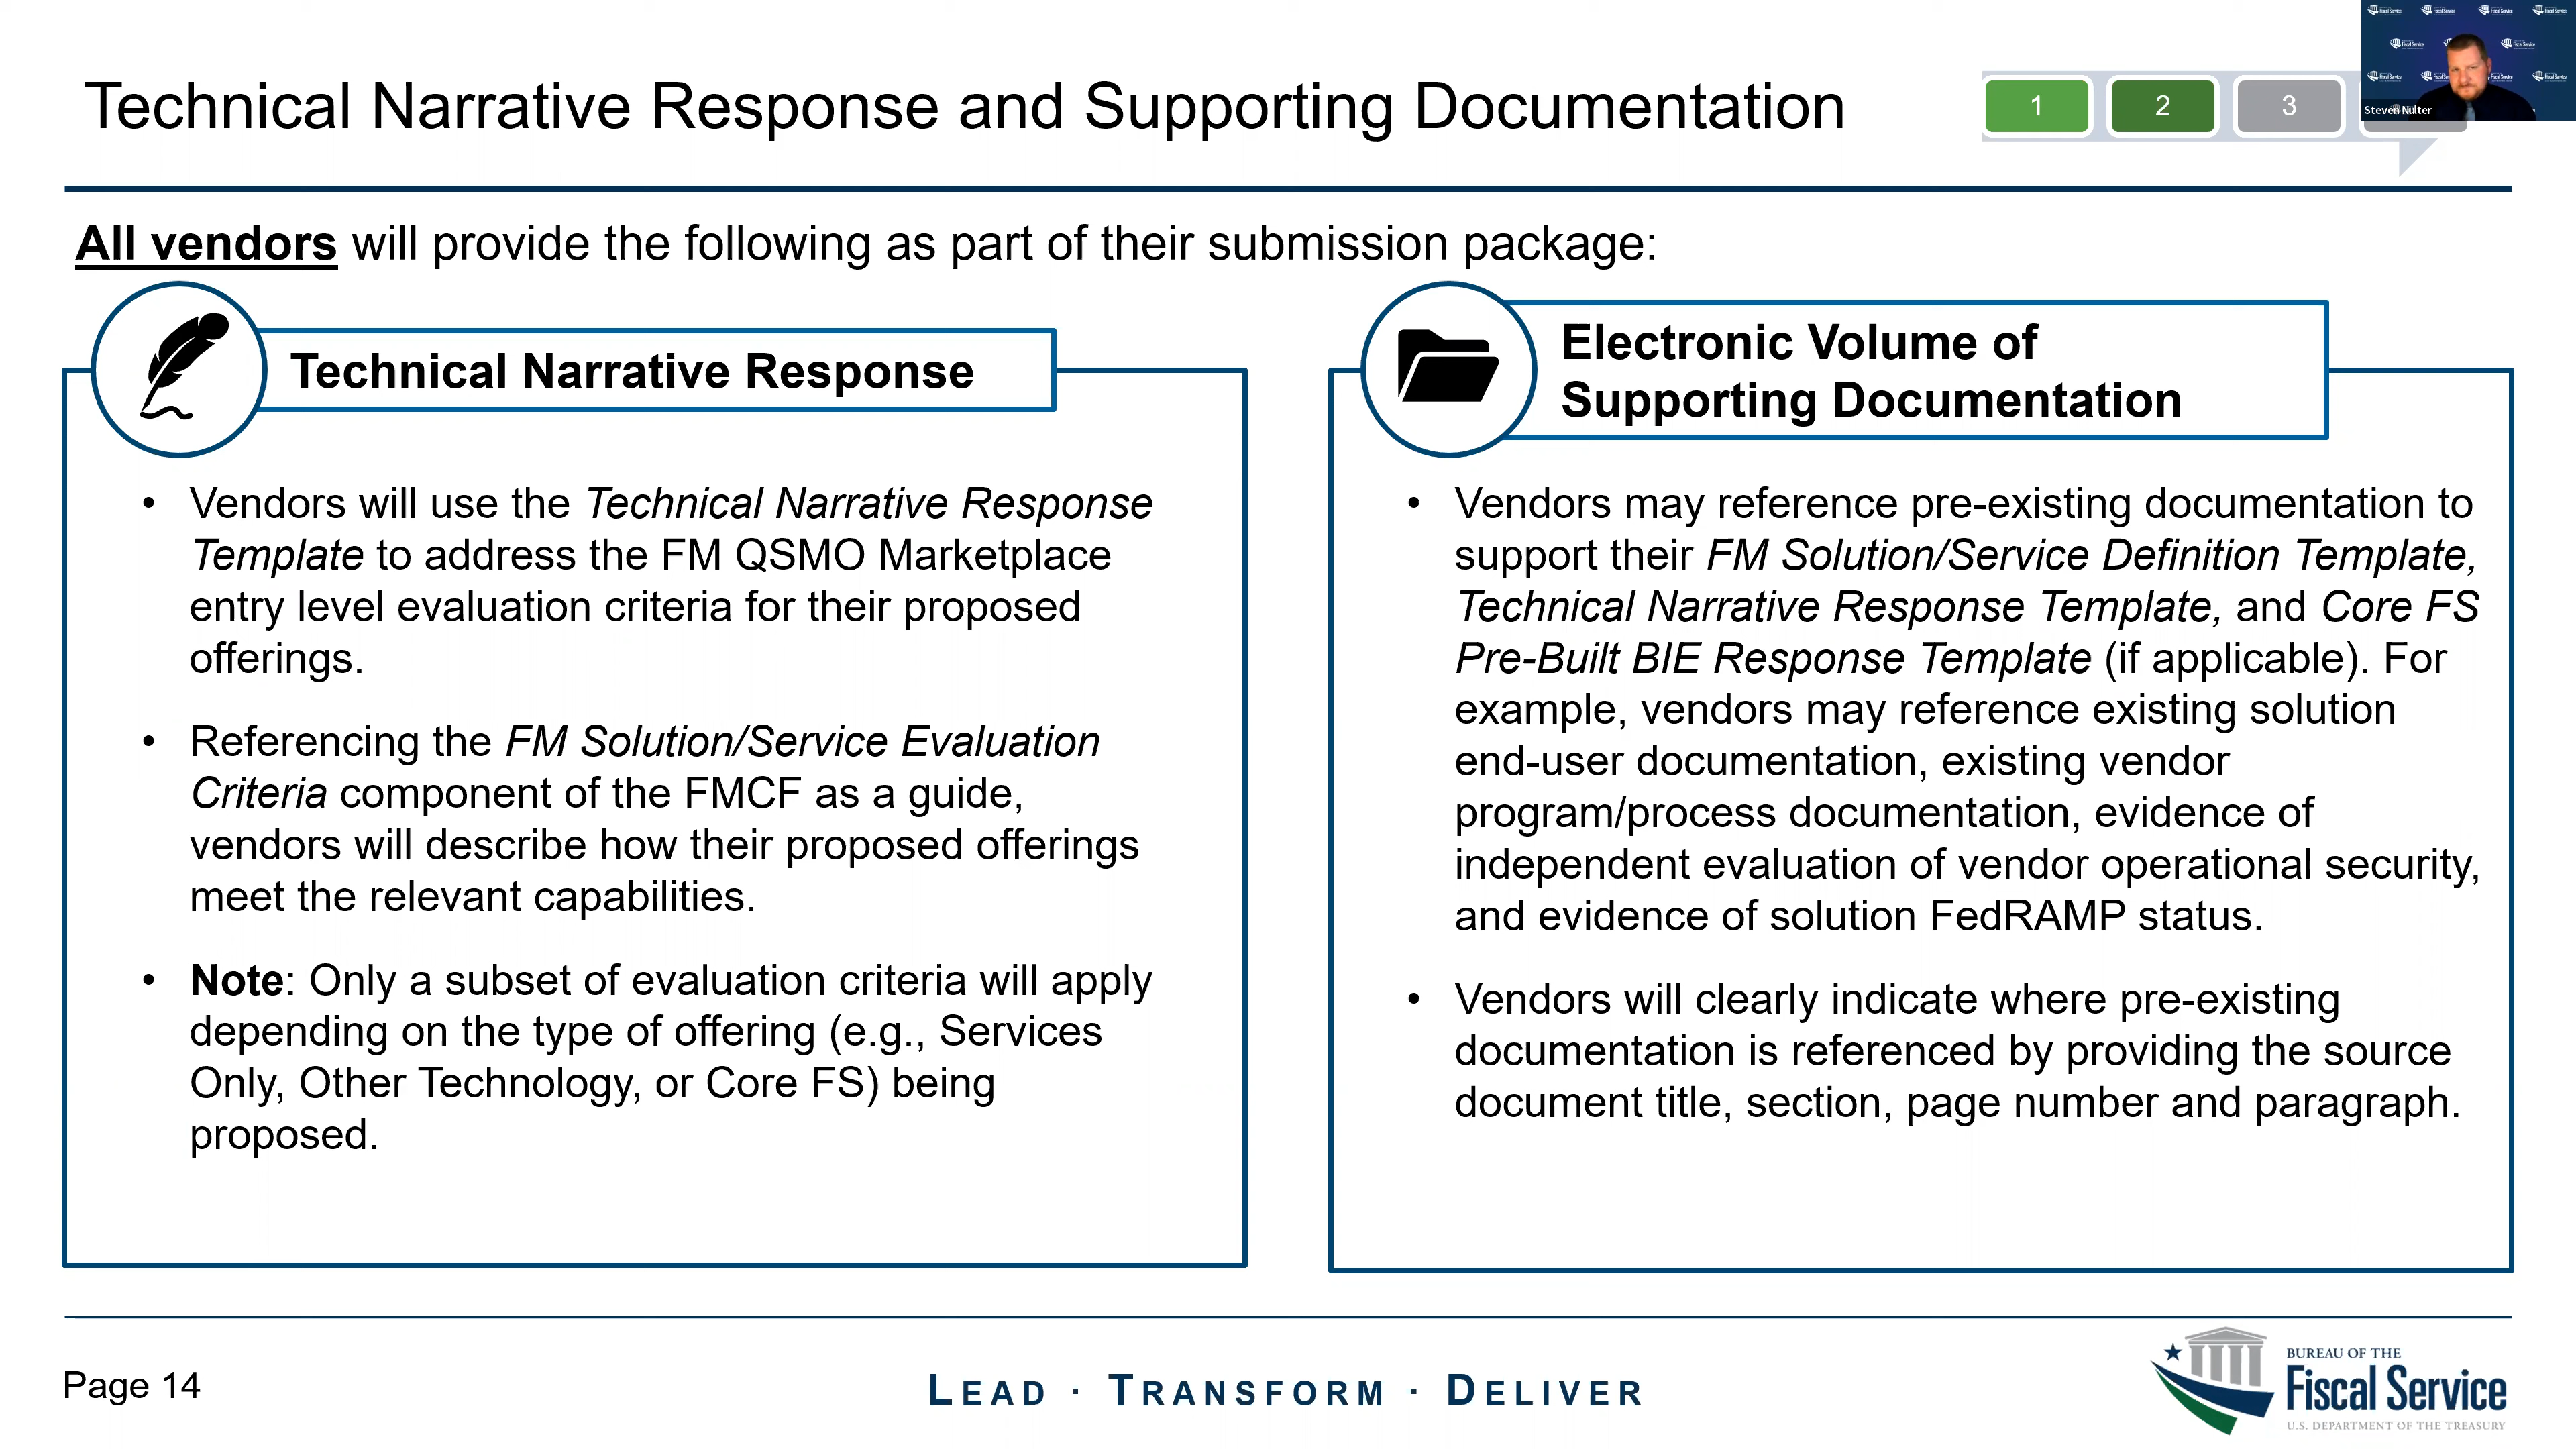 Technical Narrative Response and Supporting Documentation
1
2
3
Steven Nulter
All vendors will provide the following as part of their submission package:
Technical Narrative Response
• Vendors will use the Technical Narrative Response
Template to address the FM QSMO Marketplace
entry level evaluation criteria for their proposed
offerings.
• Referencing the FM Solution/Service Evaluation
Criteria component of the FMCF as a guide,
vendors will describe how their proposed offerings
meet the relevant capabilities.
• Note: Only a subset of evaluation criteria will apply
depending on the type of offering (e.g., Services
Only, Other Technology, or Core FS) being
proposed.
Electronic Volume of
Supporting Documentation
• Vendors may reference pre-existing documentation to
support their FM Solution/Service Definition Template,
Technical Narrative Response Template, and Core FS
Pre-Built BIE Response Template (if applicable). For
example, vendors may reference existing solution
end-user documentation, existing vendor
program/process documentation, evidence of
independent evaluation of vendor operational security,
and evidence of solution FedRAMP status.
• Vendors will clearly indicate where pre-existing
documentation is referenced by providing the source
document title, section, page number and paragraph.
Page 14
LEAD · TRANSFORM · DELIVER
BUREAU OF THE
Fiscal Service
U.S. DEPARTMENT OF THE TREASURY